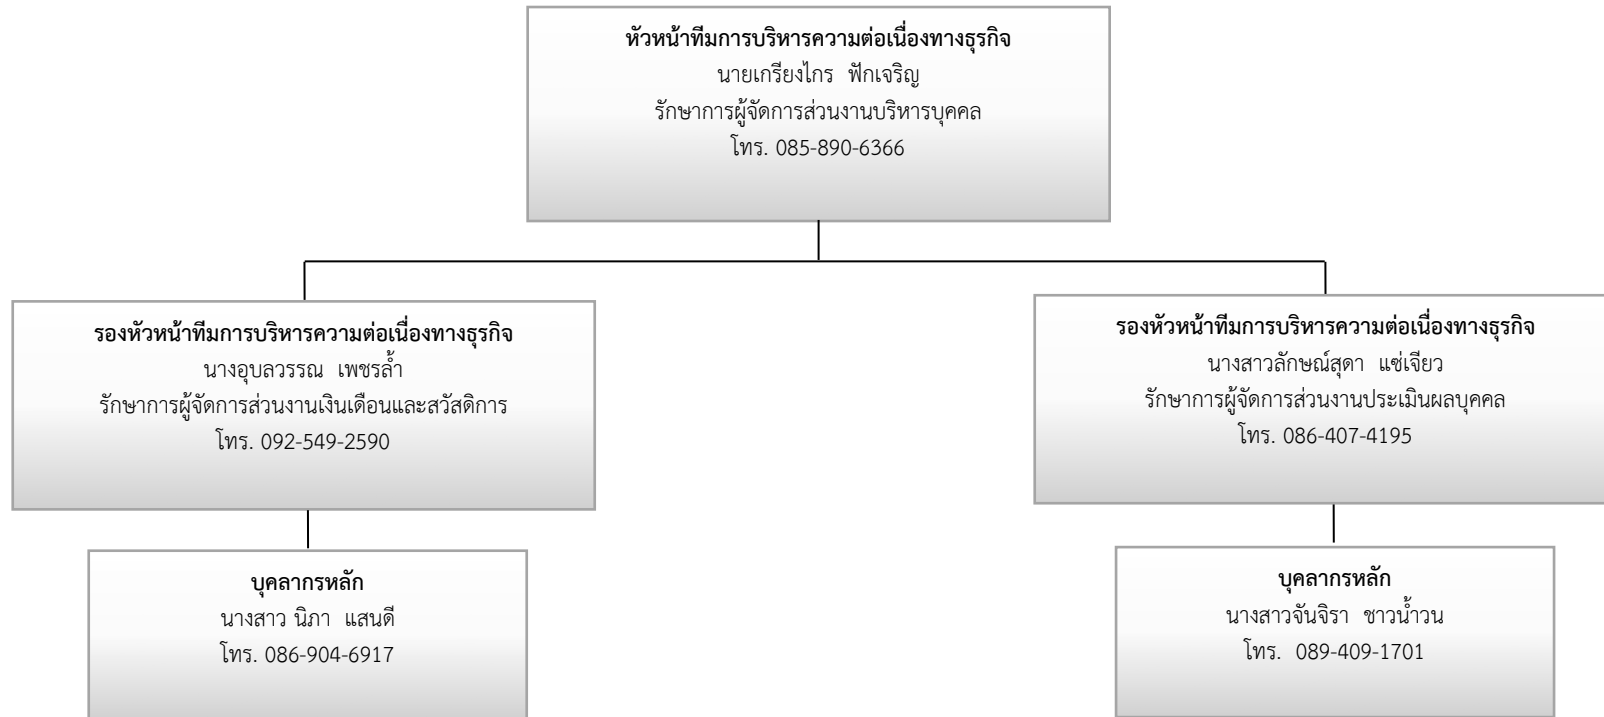 หัวหน้าทีมการบริหารความต่อเนื่องทางธุรกิจ
นายเกรียงไกร  ฟักเจริญ
รักษาการผู้จัดการส่วนงานบริหารบุคคล
โทร. 085-890-6366
รองหัวหน้าทีมการบริหารความต่อเนื่องทางธุรกิจ
นางอุบลวรรณ  เพชรล้ำ
รักษาการผู้จัดการส่วนงานเงินเดือนและสวัสดิการ
โทร. 092-549-2590
รองหัวหน้าทีมการบริหารความต่อเนื่องทางธุรกิจ
นางสาวลักษณ์สุดา  แซ่เจียว
รักษาการผู้จัดการส่วนงานประเมินผลบุคคล
โทร. 086-407-4195
บุคลากรหลัก
นางสาว นิภา  แสนดี
โทร. 086-904-6917
บุคลากรหลัก
นางสาวจันจิรา  ชาวน้ำวน
โทร.  089-409-1701